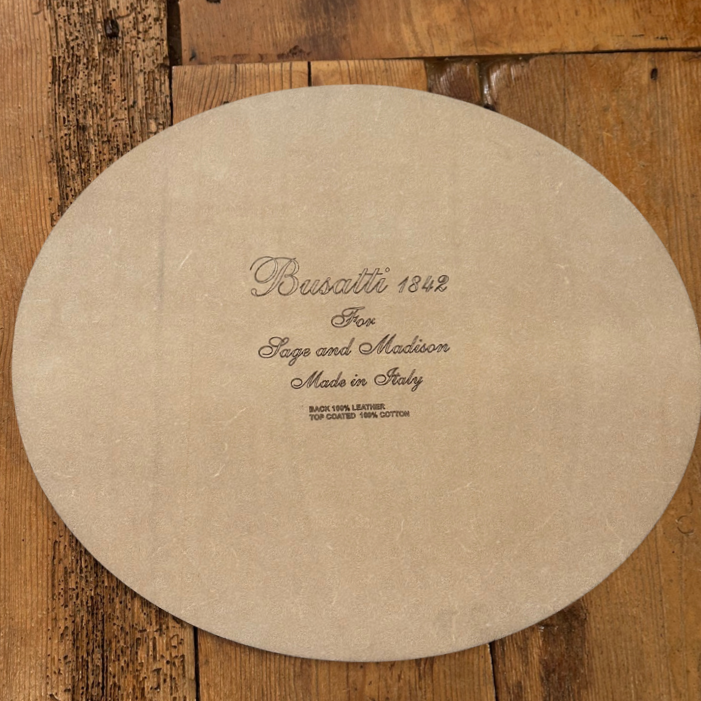 Busatti 1842
For
Sage and Madison
Made in Italy
BACK 100% LEATHER
TOP COATED 100% COTTON